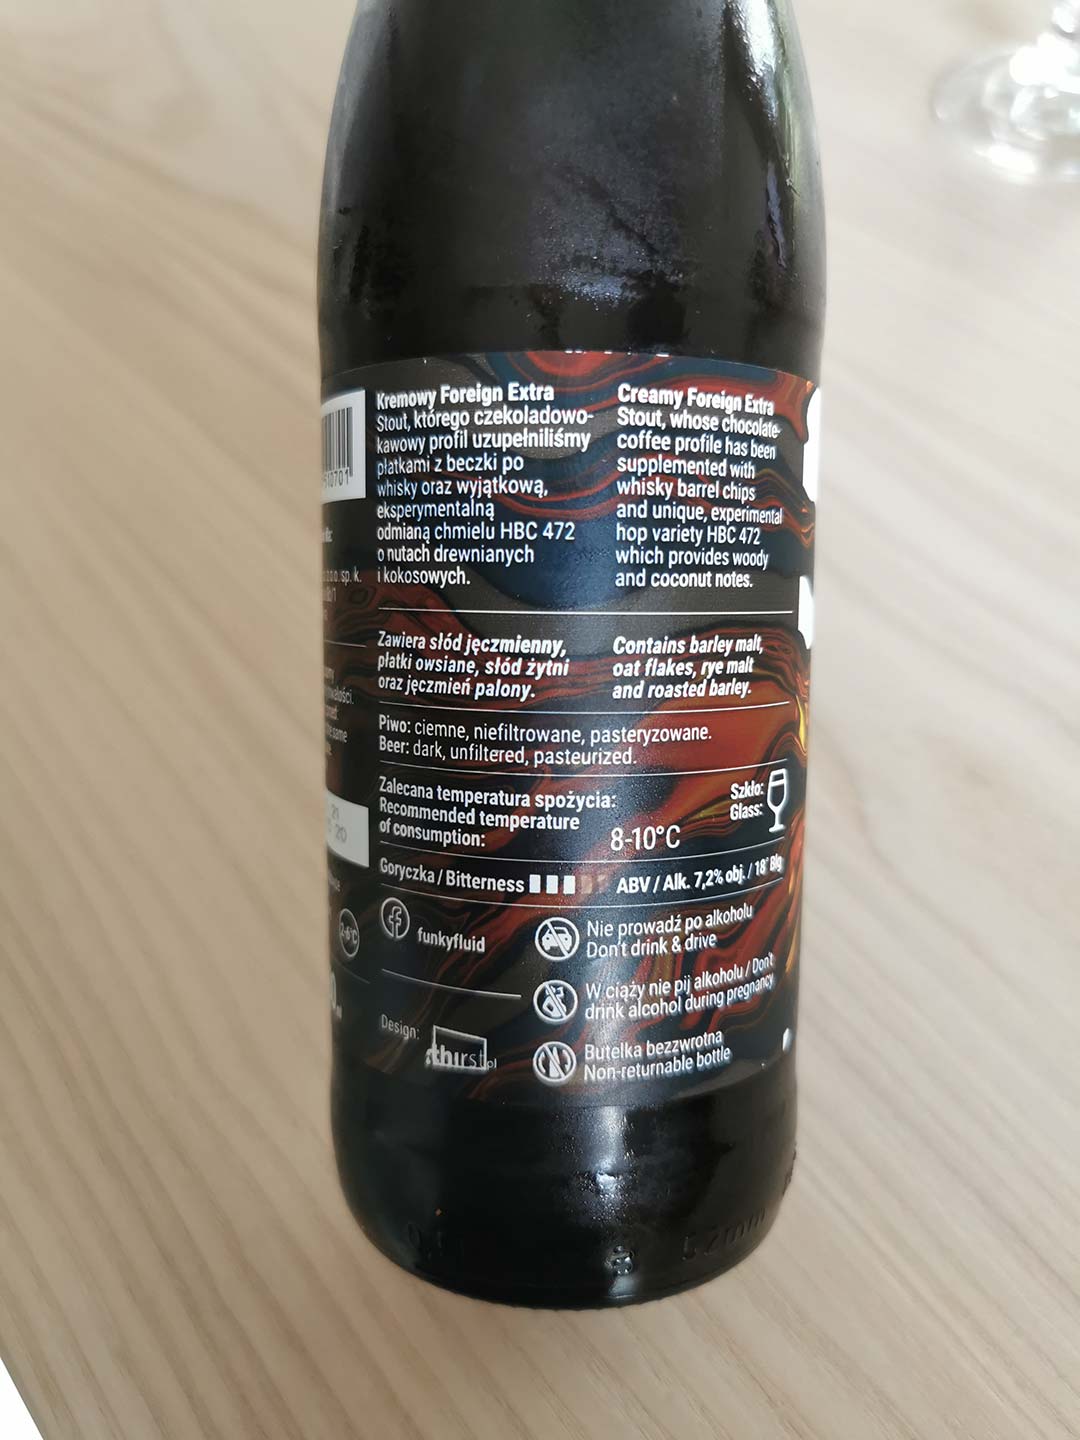 Kremowy Foreign Extra
Stout, którego czekoladowo-
kawowy profil uzupełniliśmy
płatkami z beczki po
whisky oraz wyjątkową,
eksperymentalną
odmianą chmielu HBC 472
o nutach drewnianych
i kokosowych.
Creamy Foreign Extra
Stout, whose chocolate-
coffee profile has been
supplemented with
whisky barrel chips
and unique, experimental
hop variety HBC 472
which provides woody
and coconut notes.
Zawiera słód jęczmienny,
płatki owsiane, słód żytni
oraz jęczmień palony.
Contains barley malt,
oat flakes, rye malt
and roasted barley.
Piwo: ciemne, niefiltrowane, pasteryzowane.
Beer: dark, unfiltered, pasteurized.
Zalecana temperatura spożycia:
Recommended temperature
of consumption:
8-10°C
Szkło:
Glass:
Goryczka / Bitterness
ABV / Alk. 7,2% obj. / 18° Blg
funkyfluid
Nie prowadź po alkoholu
Don't drink & drive
W ciąży nie pij alkoholu / Don't
drink alcohol during pregnancy
Butelka bezzwrotna
Non-returnable bottle
Design:
thirst.pl
sp. k.
2-6°C